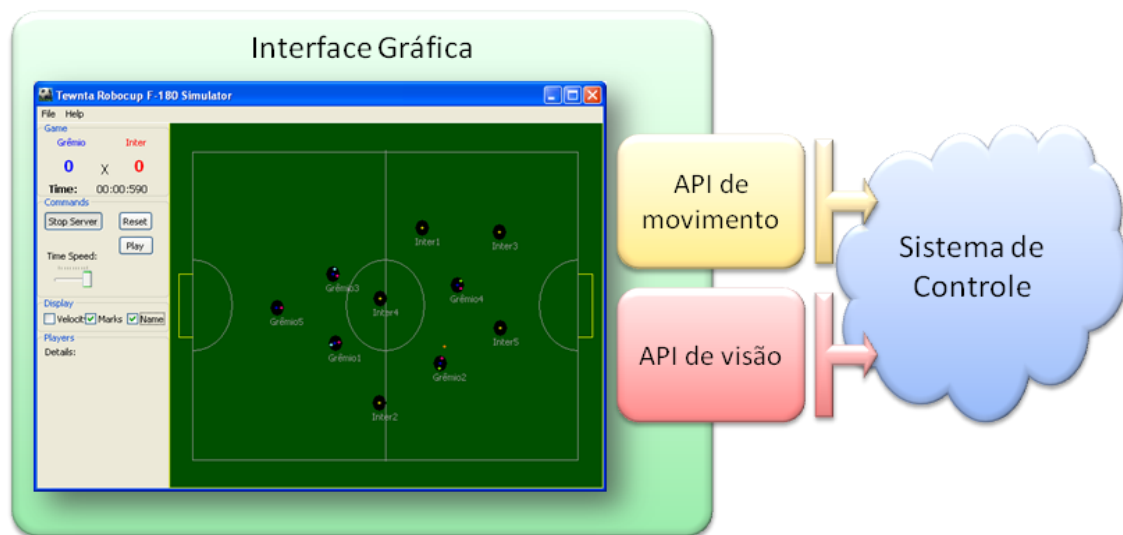 Interface Gráfica
Tewnta Robocup F-180 Simulator
File Help
Game
Grêmio Inter
0 X 0
Time: 00:00:590
Commands
Stop Server Reset
Play
Time Speed:
Display
Velocit Marks Name
Players
Details:
Inter1
Inter3
Grêmio3
Grêmio4
Inter4
Grêmio5
Inter5
Grêmio1
Grêmio2
Inter2
API de
movimento
API de visão
Sistema de
Controle